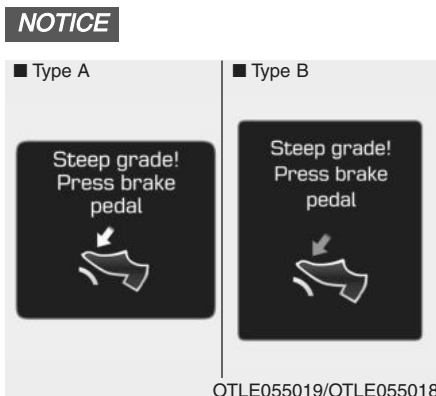 NOTICE
■ Type A
■ Type B
Steep grade!
Press brake
pedal
Steep grade!
Press brake
pedal
OTLE055019/OTLE055018